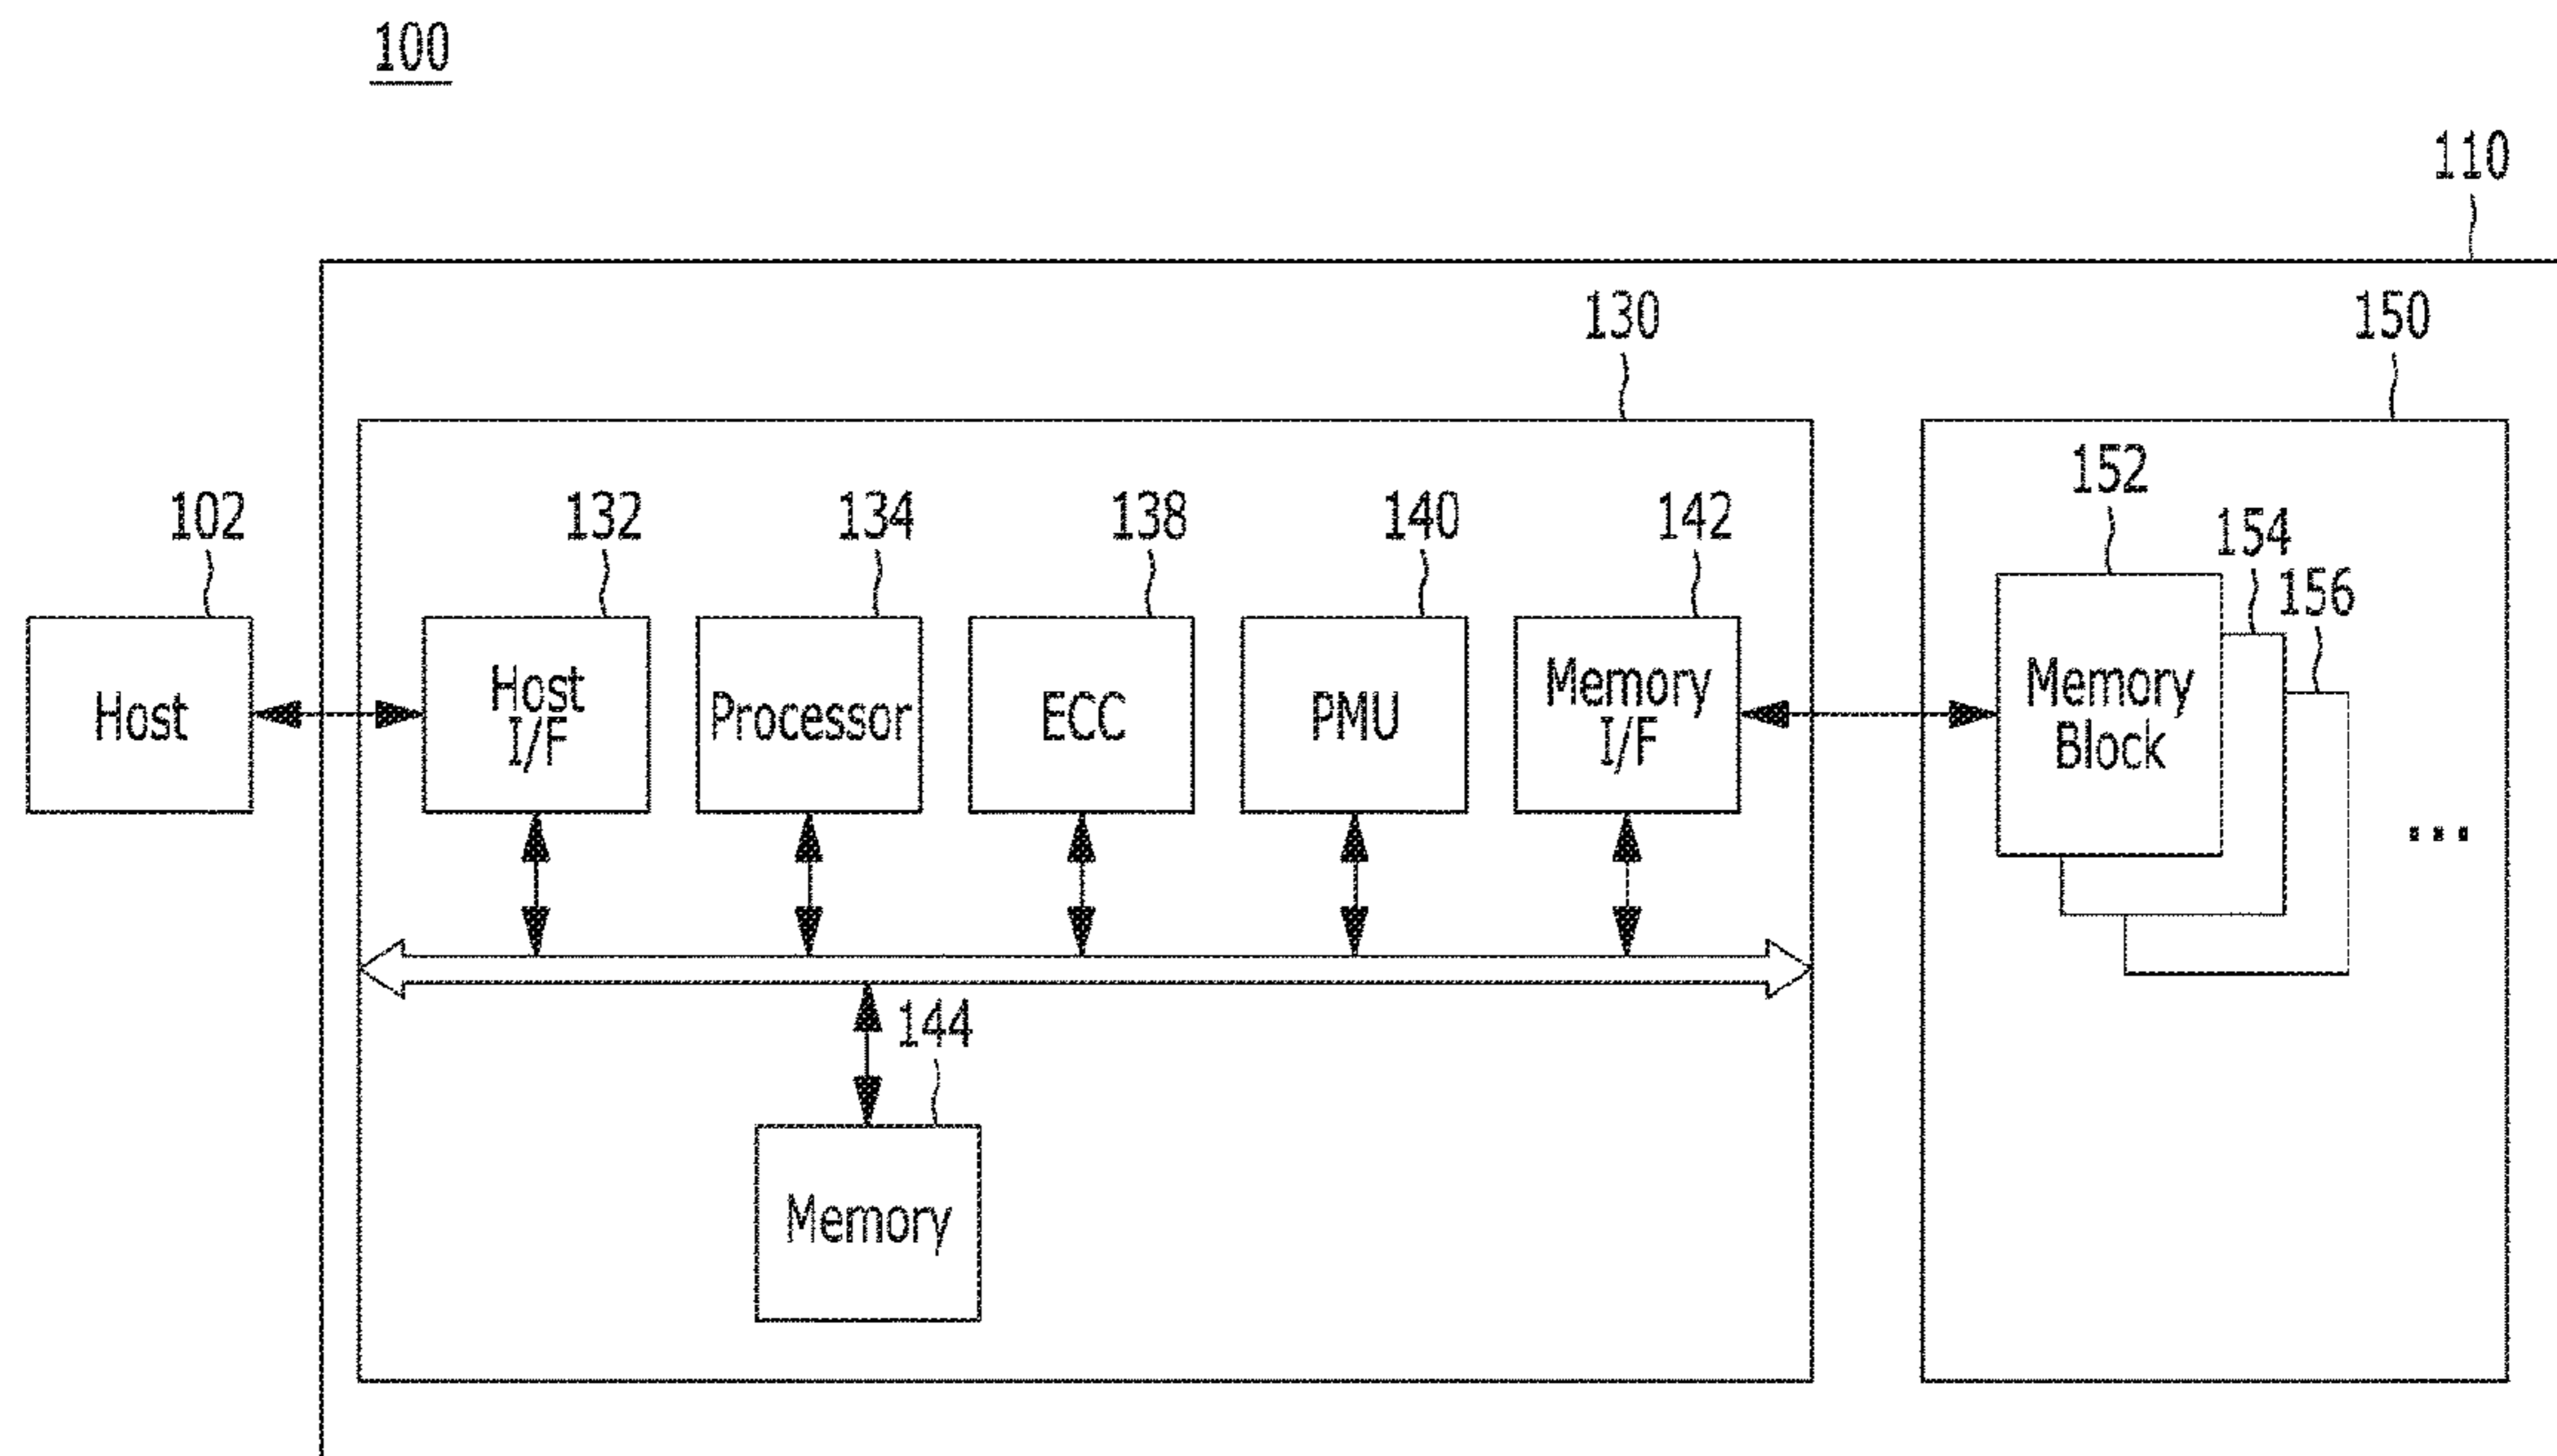 100
110
130
150
102
132
134
138
140
142
152
154
156
Host
Host
I/F
Processor
ECC
PMU
Memory
I/F
Memory
Block
...
144
Memory